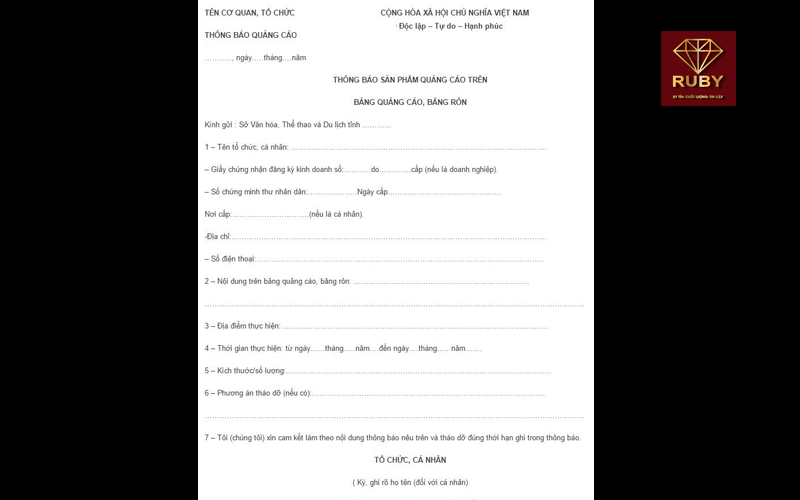 TÊN CƠ QUAN, TỔ CHỨC
CỘNG HÒA XÃ HỘI CHỦ NGHĨA VIỆT NAM
Độc lập – Tự do – Hạnh phúc
THÔNG BÁO QUẢNG CÁO
…………, ngày…..tháng….năm
THÔNG BÁO SẢN PHẨM QUẢNG CÁO TRÊN
BẢNG QUẢNG CÁO, BĂNG RÔN
Kính gửi : Sở Văn hóa, Thể thao và Du lịch tỉnh …………
1 – Tên tổ chức, cá nhân: ……………………………………………………………………………………
– Giấy chứng nhận đăng ký kinh doanh số:………..do………….cấp (nếu là doanh nghiệp).
– Số chứng minh thư nhân dân:…………………Ngày cấp……………………………………
Nơi cấp:…………………………(nếu là cá nhân).
-Địa chỉ:…………………………………………………………………………………………………
– Số điện thoại:……………………………………………………………………………………
2 – Nội dung trên bảng quảng cáo, băng rôn: …………………………………………………………
………………………………………………………………………………………………………………………
3 – Địa điểm thực hiện: ………………………………………………………………………………
4 – Thời gian thực hiện: từ ngày……tháng…..năm….đến ngày….tháng….. năm…….
5 – Kích thước/số lượng:………………………………………………………………………………
6 – Phương án tháo dỡ (nếu có):……………………………………………………………………
………………………………………………………………………………………………………………………
7 – Tôi (chúng tôi) xin cam kết làm theo nội dung thông báo nêu trên và tháo dỡ đúng thời hạn ghi trong thông báo.
TỔ CHỨC, CÁ NHÂN
( Ký, ghi rõ họ tên (đối với cá nhân)
RUBY